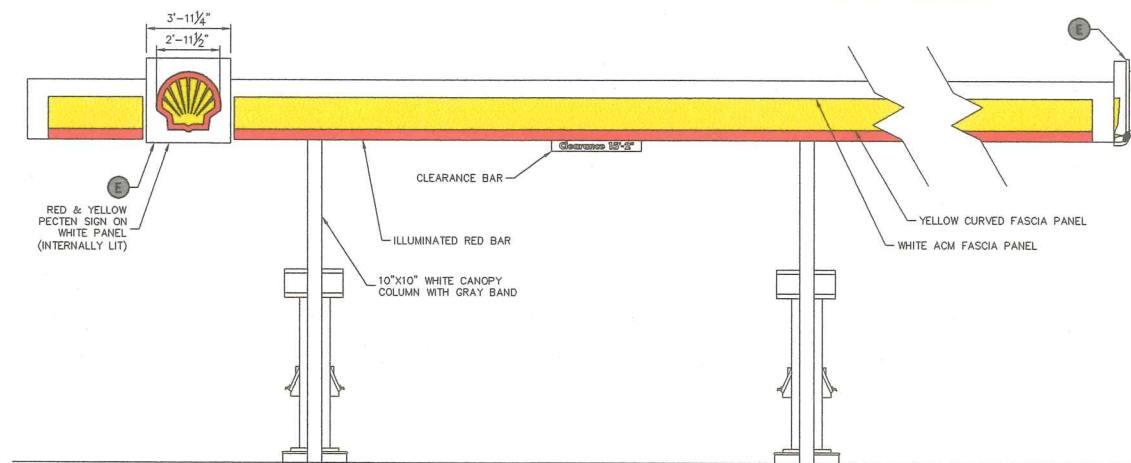 3'-11¼"
2'-11½"
E
Clearance 15'-2"
CLEARANCE BAR
E
RED & YELLOW
PECTEN SIGN ON
WHITE PANEL
(INTERNALLY LIT)
YELLOW CURVED FASCIA PANEL
ILLUMINATED RED BAR
WHITE ACM FASCIA PANEL
10"X10" WHITE CANOPY
COLUMN WITH GRAY BAND